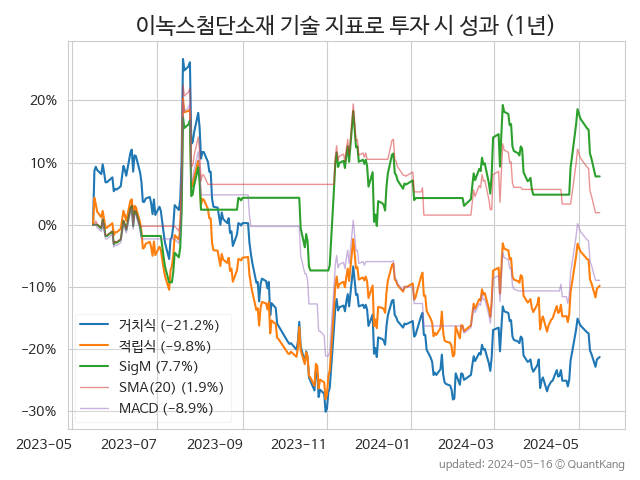 이녹스첨단소재 기술 지표로 투자 시 성과 (1년)
20%
10%
0%
−10%
−20%
−30%
거치식 (−21.2%)
적립식 (−9.8%)
SigM (7.7%)
SMA(20) (1.9%)
MACD (−8.9%)
2023-05 2023-07 2023-09 2023-11 2024-01 2024-03 2024-05
updated: 2024-05-16 © QuantKang